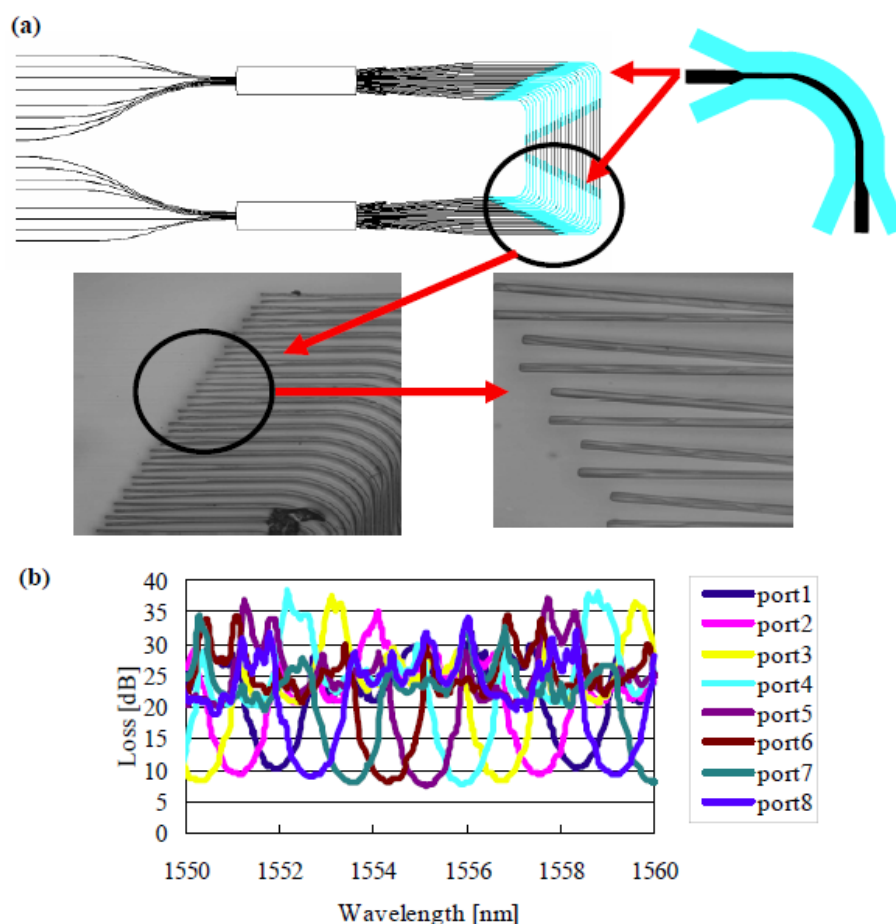 (a)
(b)
40
35
30
25
20
15
10
5
0
Loss [dB]
1550 1552 1554 1556 1558 1560
Wavelength [nm]
port1
port2
port3
port4
port5
port6
port7
port8